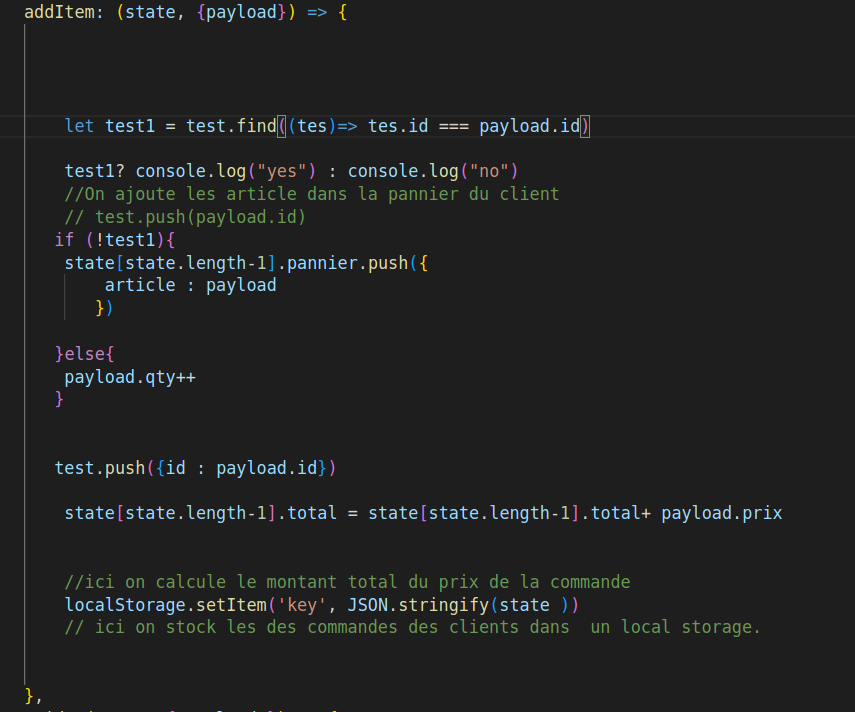 addItem: (state, {payload}) => {
let test1 = test.find((tes)=> tes.id === payload.id)
test1? console.log("yes") : console.log("no")
//On ajoute les article dans la pannier du client
// test.push(payload.id)
if (!test1){
state[state.length-1].pannier.push({
article : payload
})
}else{
payload.qty++
}
test.push({id : payload.id})
state[state.length-1].total = state[state.length-1].total+ payload.prix
//ici on calcule le montant total du prix de la commande
localStorage.setItem('key', JSON.stringify(state ))
// ici on stock les des commandes des clients dans  un local storage.
},